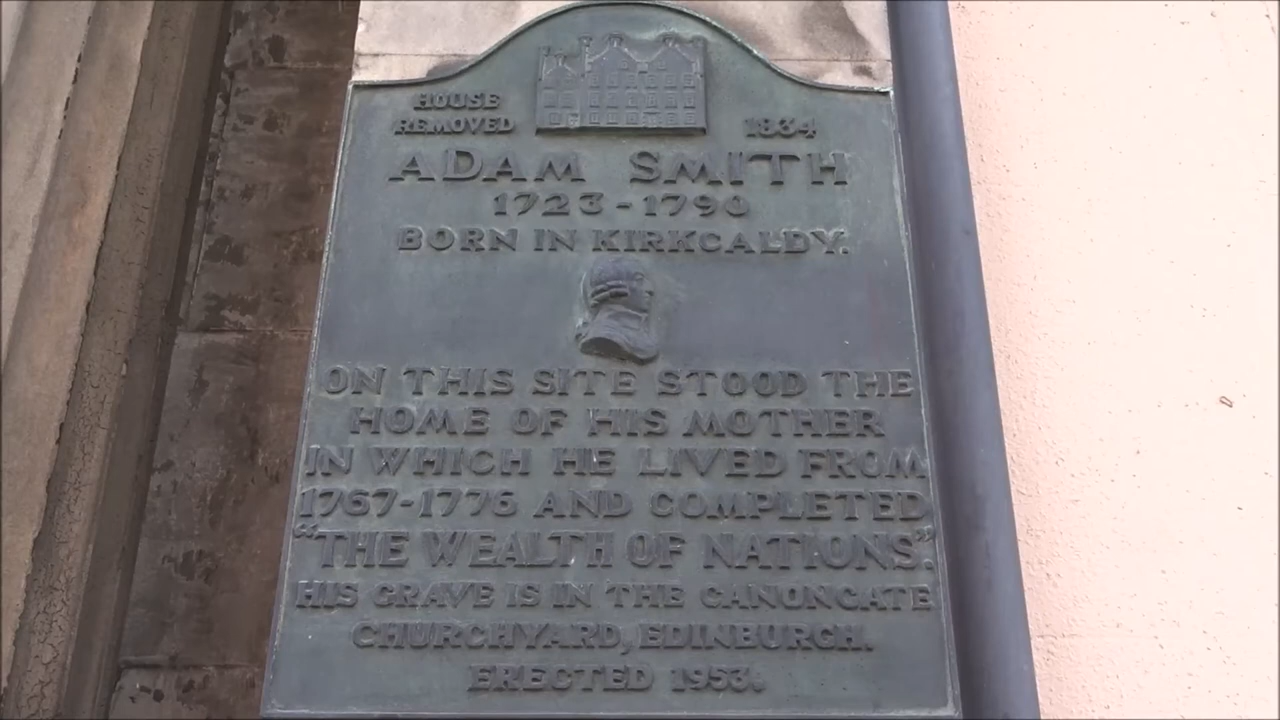 HOUSE
REMOVED 1834
ADAM SMITH
1723-1790
BORN IN KIRKCALDY.
ON THIS SITE STOOD THE
HOME OF HIS MOTHER
IN WHICH HE LIVED FROM
1767-1776 AND COMPLETED
"THE WEALTH OF NATIONS".
HIS GRAVE IS IN THE CANONGATE
CHURCHYARD, EDINBURGH.
ERECTED 1953.